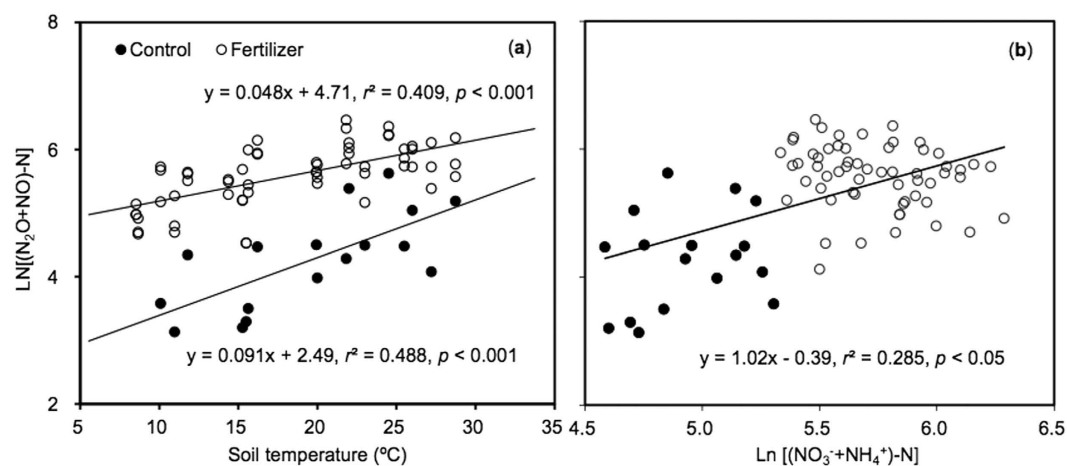 8
6
4
2
LN[(N₂O+NO)-N]
● Control ○ Fertilizer
(a)
y = 0.048x + 4.71, r² = 0.409, p < 0.001
y = 0.091x + 2.49, r² = 0.488, p < 0.001
5 10 15 20 25 30 35
Soil temperature (ºC)
(b)
y = 1.02x - 0.39, r² = 0.285, p < 0.05
4.5 5.0 5.5 6.0 6.5
Ln [(NO₃⁻+NH₄⁺)-N]